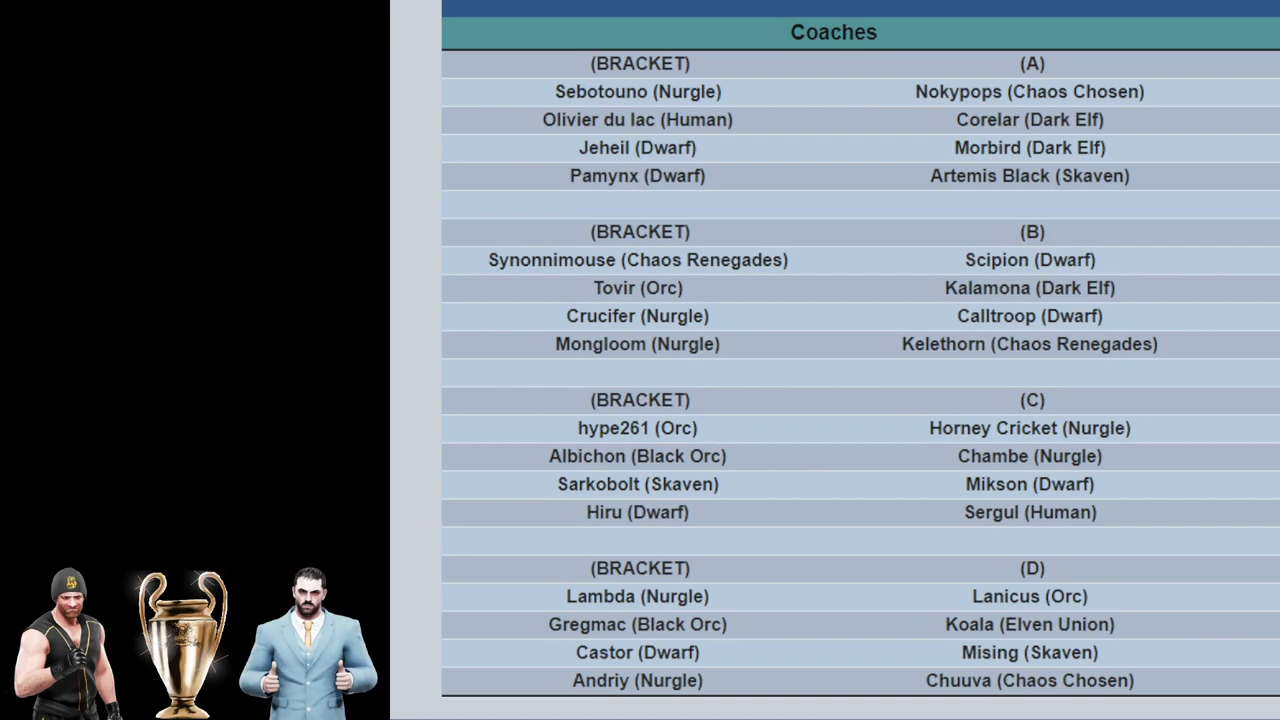 Coaches
(BRACKET) (A)
Sebotouno (Nurgle) Nokypops (Chaos Chosen)
Olivier du lac (Human) Corelar (Dark Elf)
Jeheil (Dwarf) Morbird (Dark Elf)
Pamynx (Dwarf) Artemis Black (Skaven)
(BRACKET) (B)
Synonnimouse (Chaos Renegades) Scipion (Dwarf)
Tovir (Orc) Kalamona (Dark Elf)
Crucifer (Nurgle) Calltroop (Dwarf)
Mongloom (Nurgle) Kelethorn (Chaos Renegades)
(BRACKET) (C)
hype261 (Orc) Horney Cricket (Nurgle)
Albichon (Black Orc) Chambe (Nurgle)
Sarkobolt (Skaven) Mikson (Dwarf)
Hiru (Dwarf) Sergul (Human)
(BRACKET) (D)
Lambda (Nurgle) Lanicus (Orc)
Gregmac (Black Orc) Koala (Elven Union)
Castor (Dwarf) Mising (Skaven)
Andriy (Nurgle) Chuuva (Chaos Chosen)